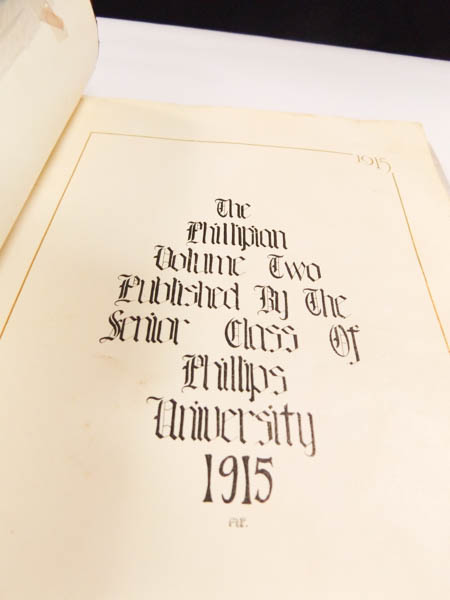 1915
The
Phillipian
Volume Two
Published By The
Senior Class Of
Phillips
University
1915